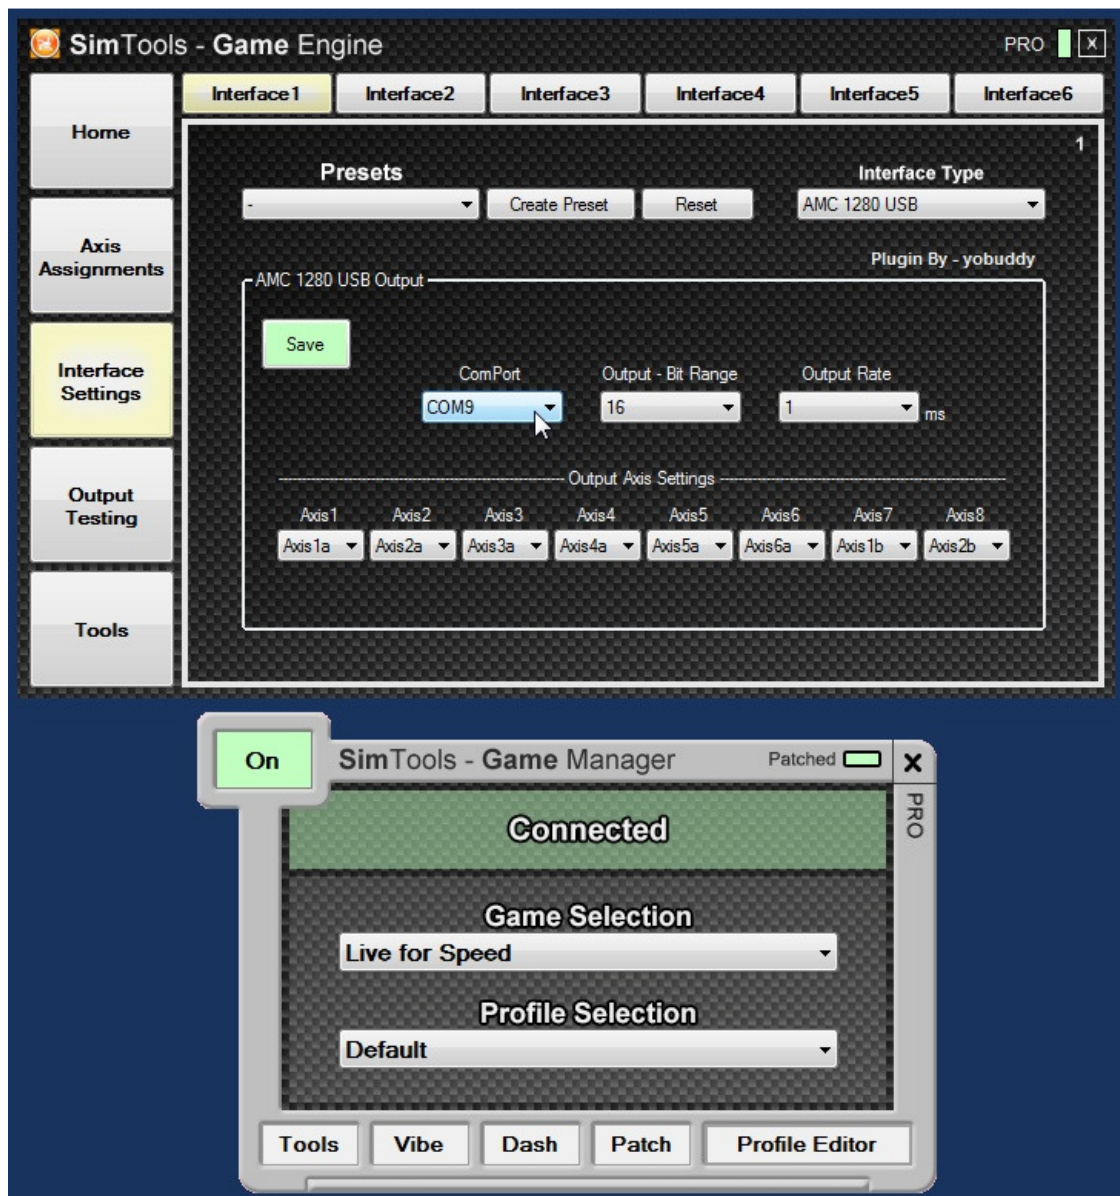 SimTools - Game Engine PRO X
Interface1 Interface2 Interface3 Interface4 Interface5 Interface6
Home
Axis
Assignments
Interface
Settings
Output
Testing
Tools
1
Presets Interface Type
- Create Preset Reset AMC 1280 USB
Plugin By - yobuddy
AMC 1280 USB Output
Save
ComPort Output - Bit Range Output Rate
COM9 16 1 ms
Output Axis Settings
Axis1 Axis2 Axis3 Axis4 Axis5 Axis6 Axis7 Axis8
Axis1a Axis2a Axis3a Axis4a Axis5a Axis6a Axis1b Axis2b
On SimTools - Game Manager Patched X
PRO
Connected
Game Selection
Live for Speed
Profile Selection
Default
Tools Vibe Dash Patch Profile Editor